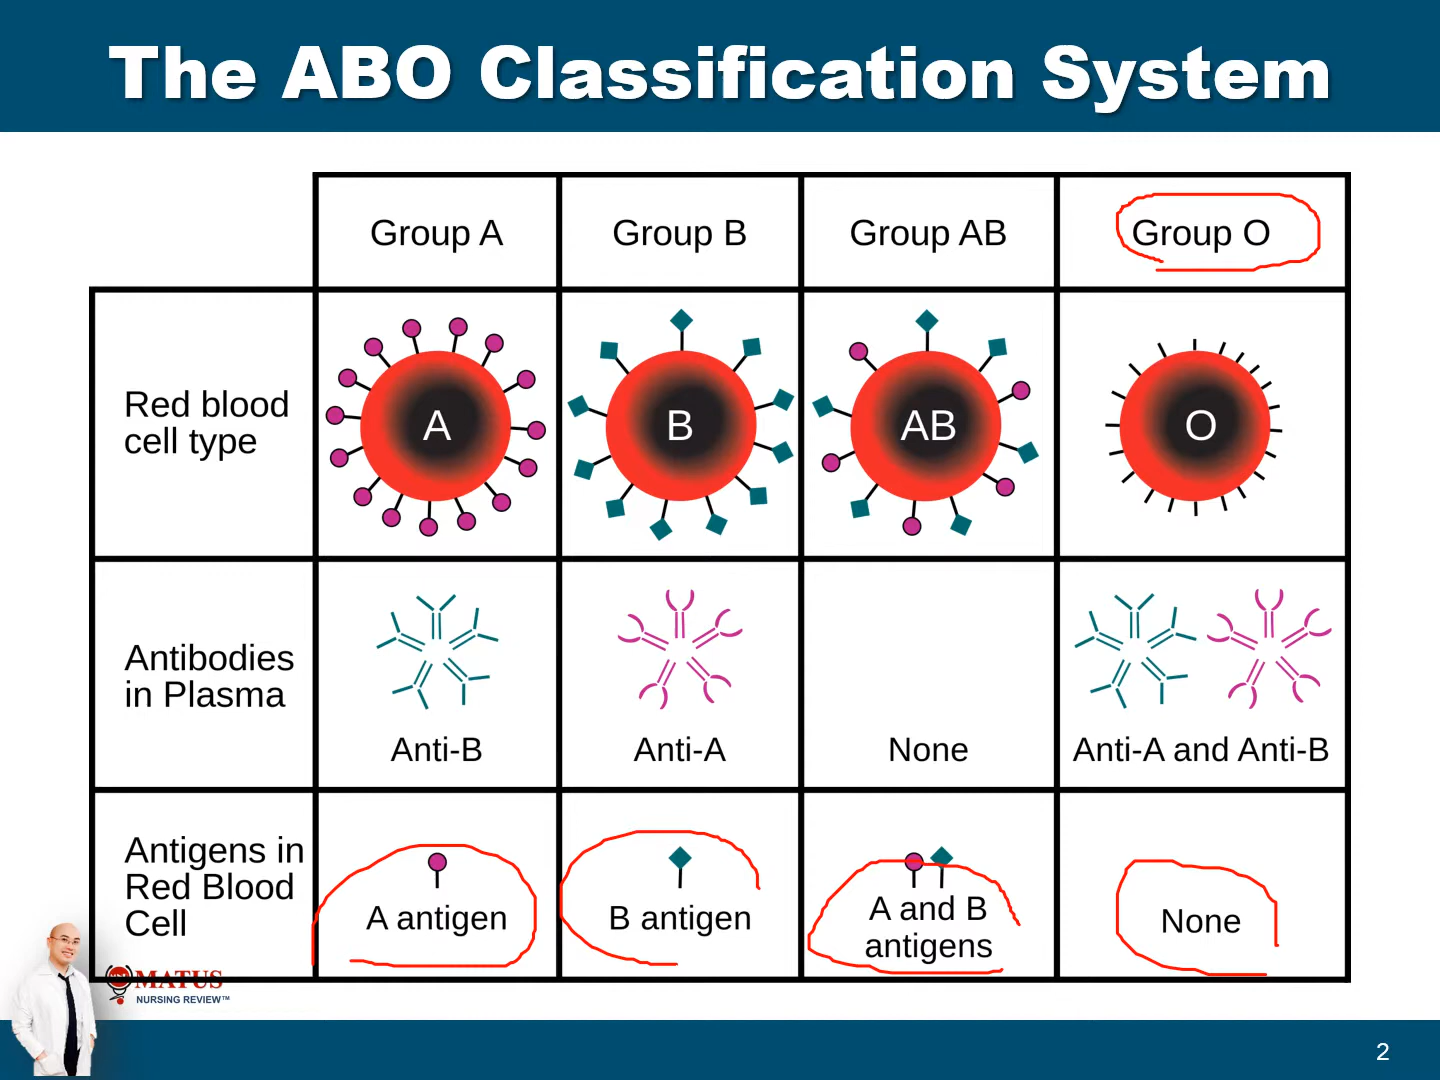 The ABO Classification System
Group A
Group B
Group AB
Group O
Red blood
cell type
A
B
AB
O
Antibodies
in Plasma
Anti-B
Anti-A
None
Anti-A and Anti-B
Antigens in
Red Blood
Cell
A antigen
B antigen
A and B
antigens
None
MATUS
NURSING REVIEW™
2